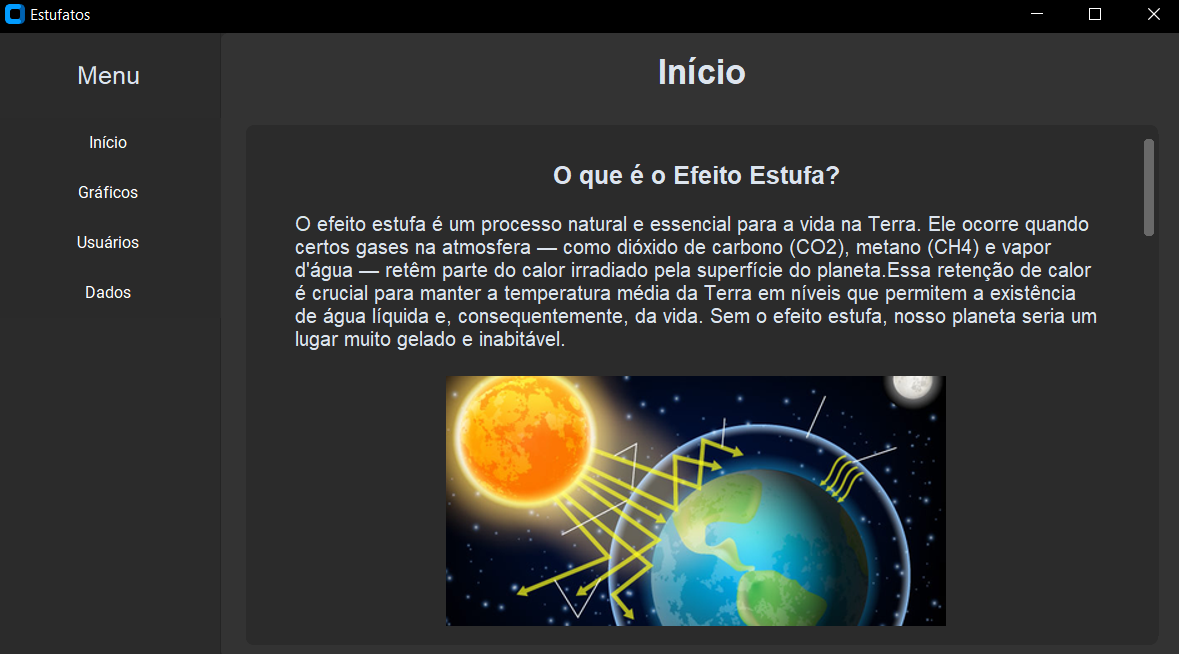 Estufatos
Menu
Início
Gráficos
Usuários
Dados
Início
O que é o Efeito Estufa?
O efeito estufa é um processo natural e essencial para a vida na Terra. Ele ocorre quando
certos gases na atmosfera — como dióxido de carbono (CO2), metano (CH4) e vapor
d'água — retêm parte do calor irradiado pela superfície do planeta.Essa retenção de calor
é crucial para manter a temperatura média da Terra em níveis que permitem a existência
de água líquida e, consequentemente, da vida. Sem o efeito estufa, nosso planeta seria um
lugar muito gelado e inabitável.